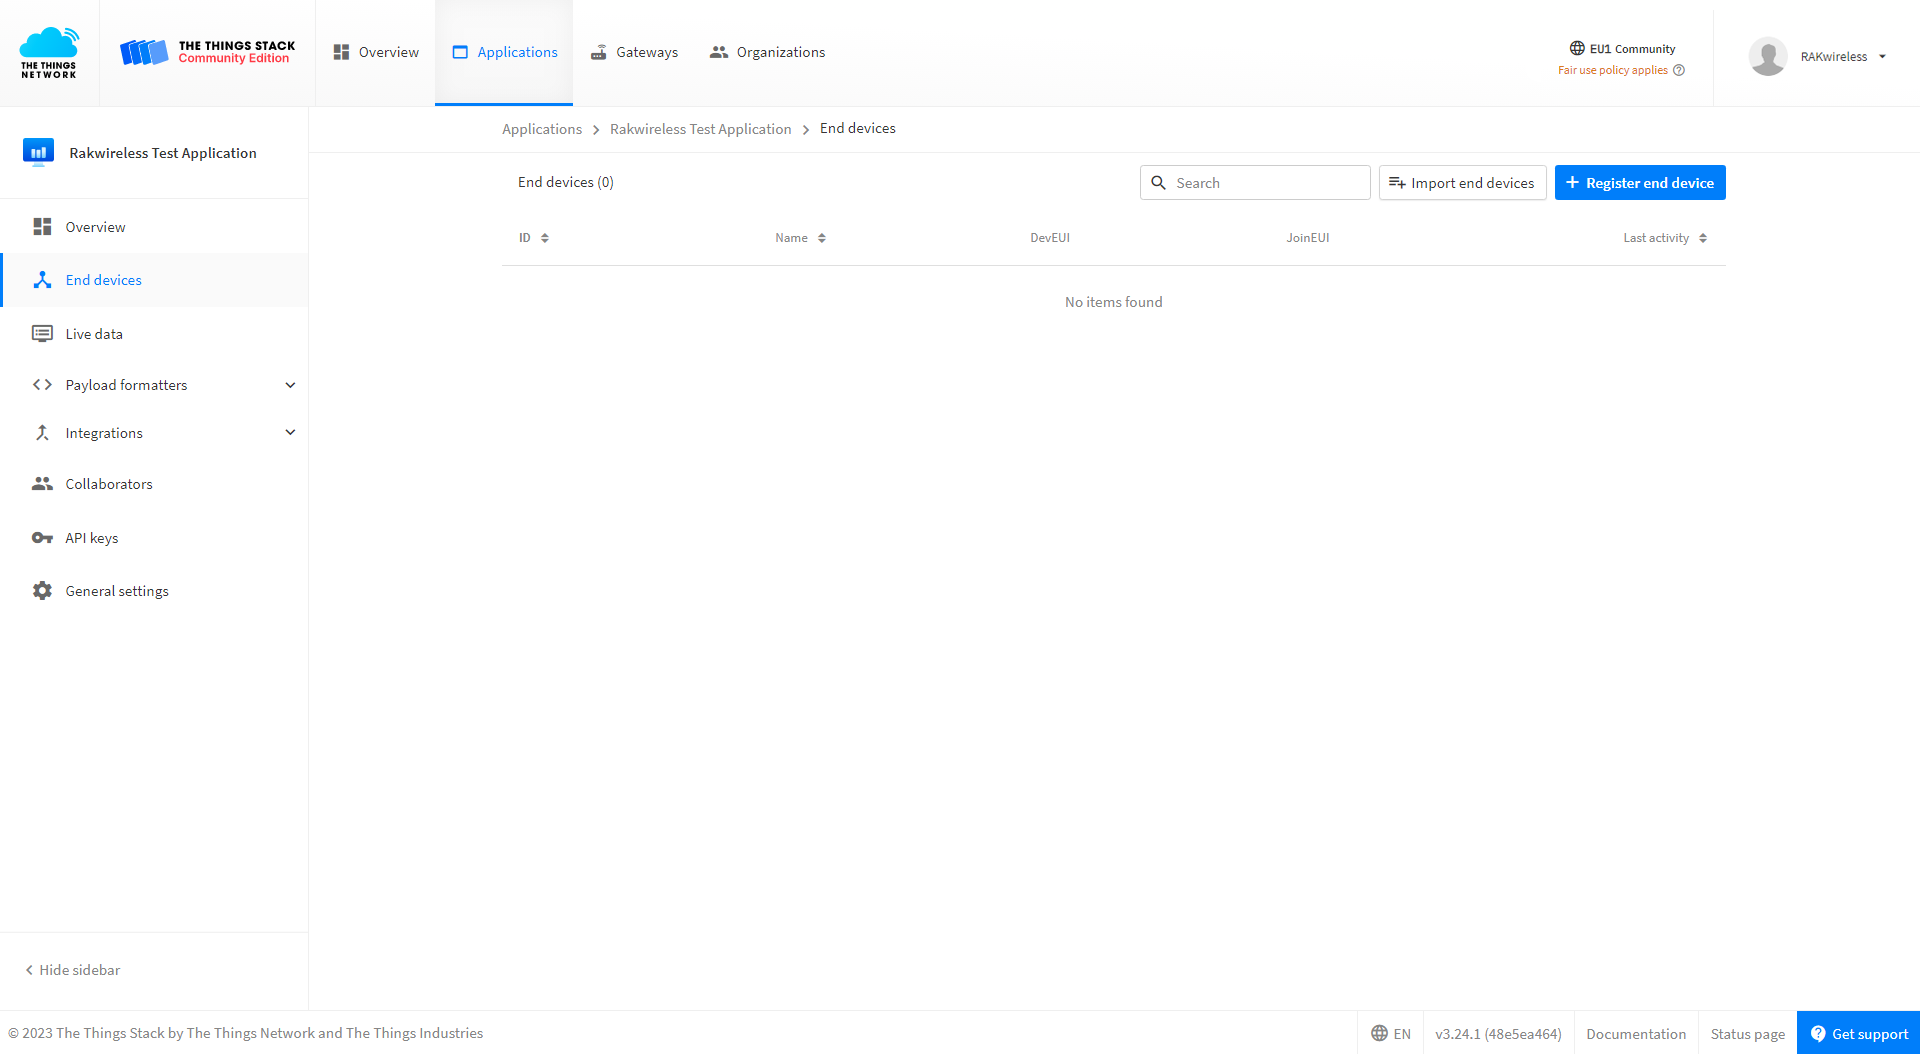 THE THINGS
NETWORK
THE THINGS STACK
Community Edition
Overview
Applications
Gateways
Organizations
EU1 Community
Fair use policy applies
RAKwireless
Rakwireless Test Application
Overview
End devices
Live data
Payload formatters
Integrations
Collaborators
API keys
General settings
Hide sidebar
Applications > Rakwireless Test Application > End devices
End devices (0)
Search
Import end devices
+ Register end device
ID Name DevEUI JoinEUI Last activity
No items found
© 2023 The Things Stack by The Things Network and The Things Industries
EN
v3.24.1 (48e5ea464)
Documentation
Status page
Get support